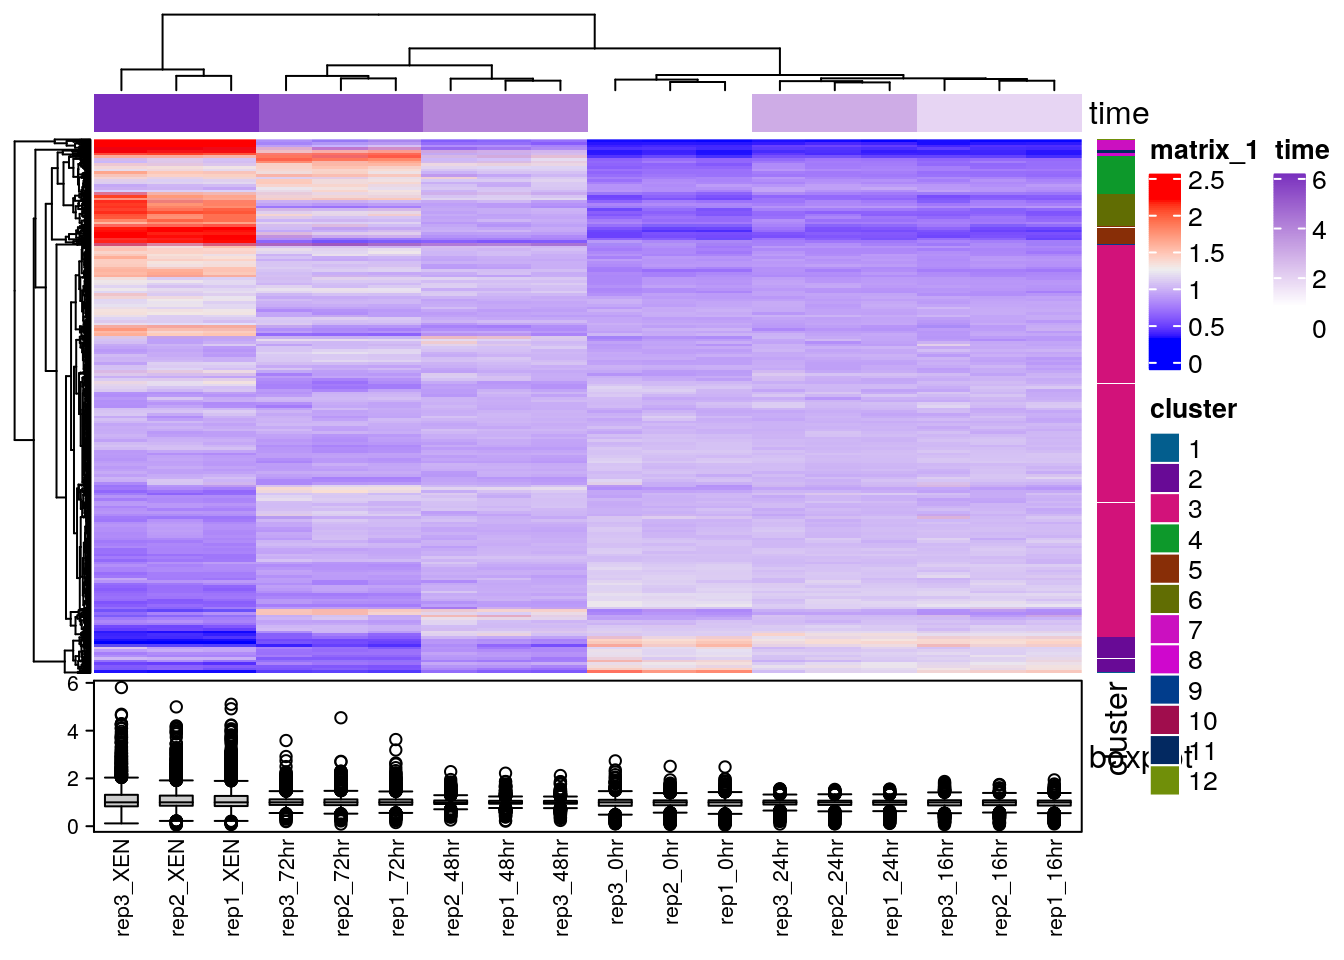 time
matrix_1
2.5
2
1.5
1
0.5
0
time
6
4
2
0
cluster
1
2
3
4
5
6
7
8
9
10
11
12
cluster
boxplot
6
4
2
0
rep3_XEN
rep2_XEN
rep1_XEN
rep3_72hr
rep2_72hr
rep1_72hr
rep2_48hr
rep1_48hr
rep3_48hr
rep3_0hr
rep2_0hr
rep1_0hr
rep3_24hr
rep2_24hr
rep1_24hr
rep3_16hr
rep2_16hr
rep1_16hr